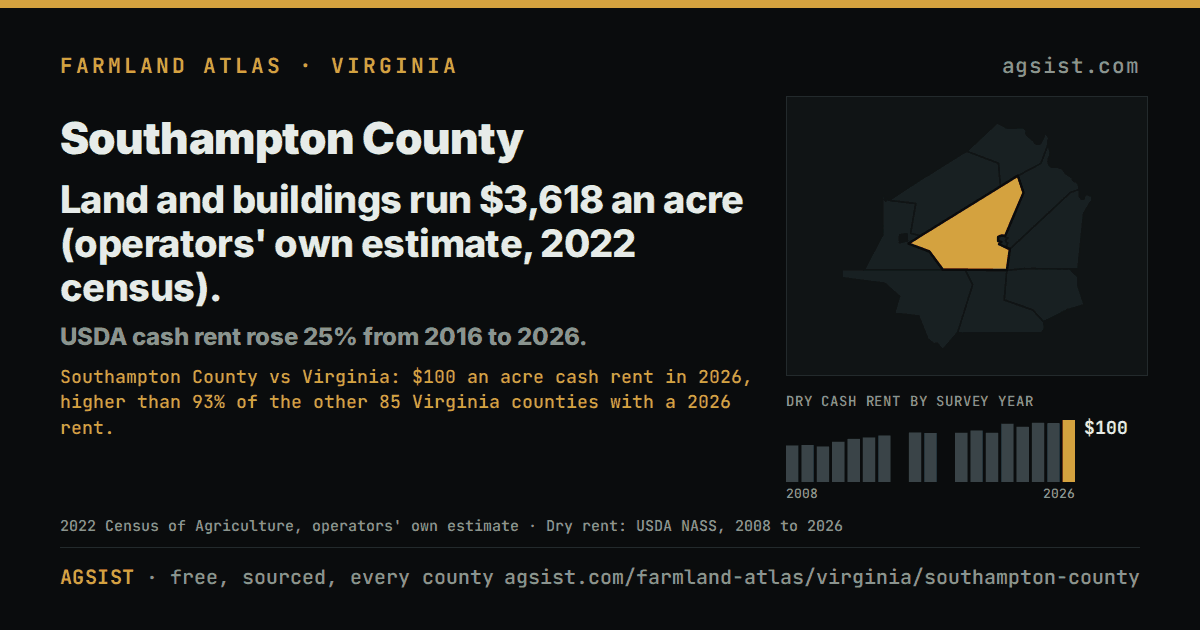 FARMLAND ATLAS · VIRGINIA
agsist.com
Southampton County
Land and buildings run $3,618 an acre
(operators' own estimate, 2022
census).
USDA cash rent rose 25% from 2016 to 2026.
Southampton County vs Virginia: $100 an acre cash rent in 2026,
higher than 93% of the other 85 Virginia counties with a 2026
rent.
DRY CASH RENT BY SURVEY YEAR
$100
2008
2026
2022 Census of Agriculture, operators' own estimate · Dry rent: USDA NASS, 2008 to 2026
AGSIST · free, sourced, every county
agsist.com/farmland-atlas/virginia/southampton-county